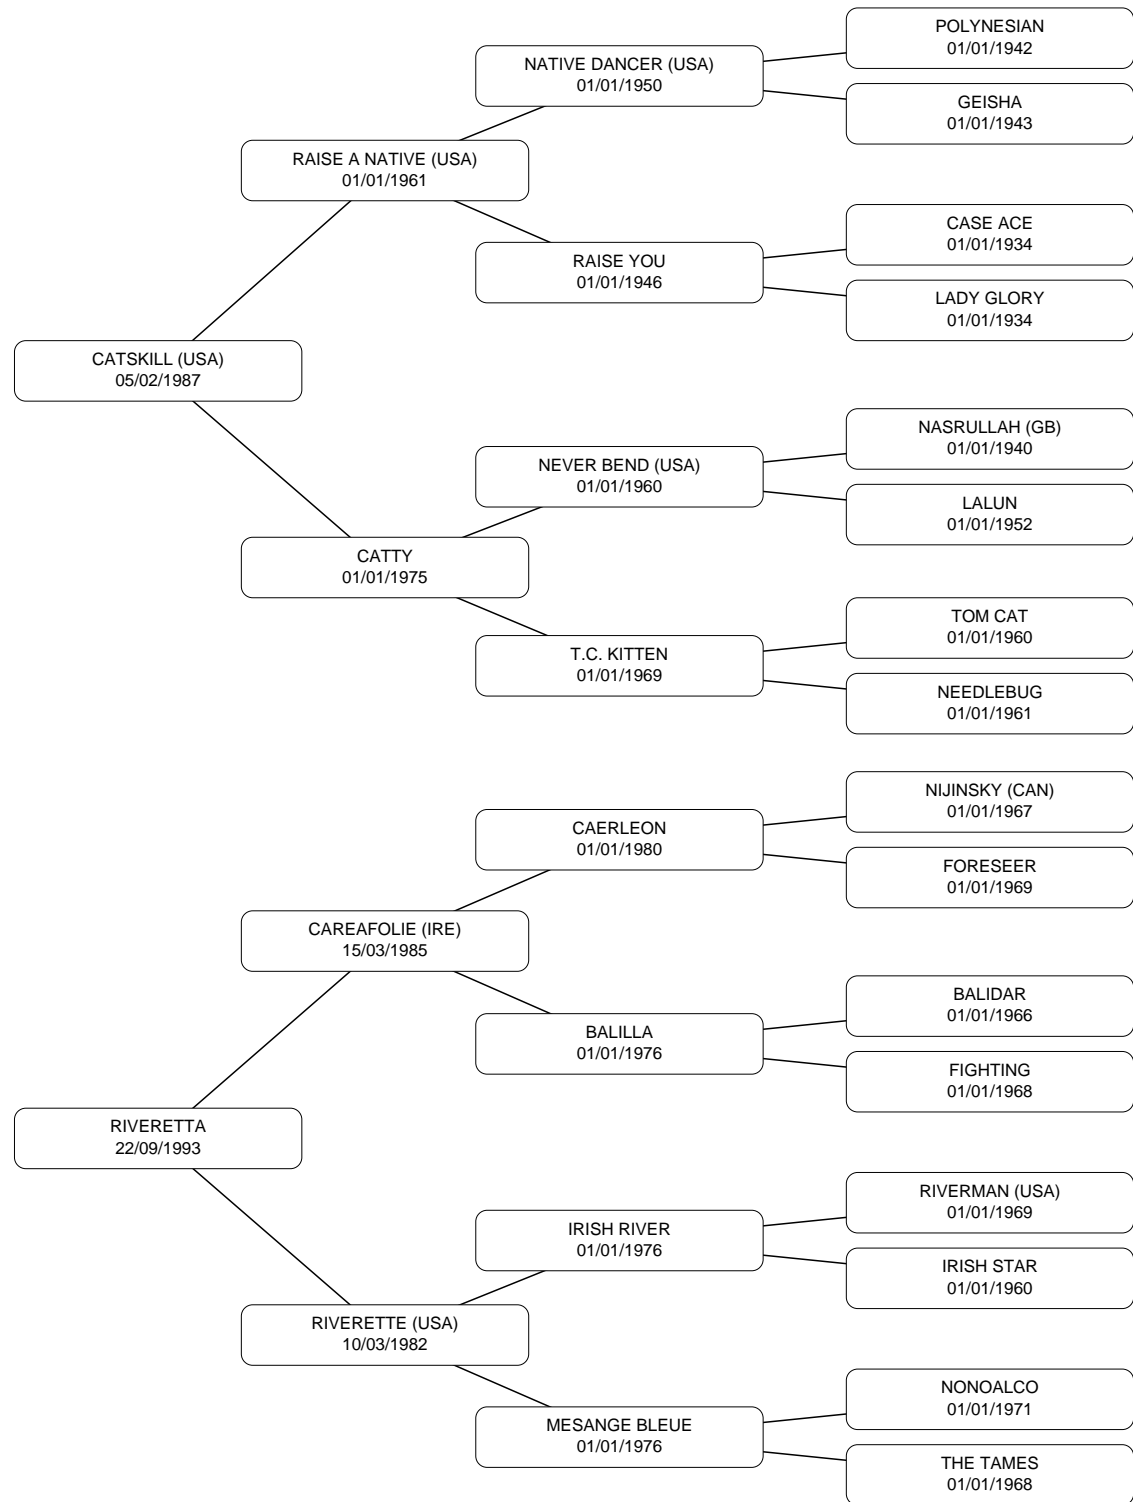 POLYNESIAN
01/01/1942
NATIVE DANCER (USA)
01/01/1950
GEISHA
01/01/1943
RAISE A NATIVE (USA)
01/01/1961
CASE ACE
01/01/1934
RAISE YOU
01/01/1946
LADY GLORY
01/01/1934
CATSKILL (USA)
05/02/1987
NASRULLAH (GB)
01/01/1940
NEVER BEND (USA)
01/01/1960
LALUN
01/01/1952
CATTY
01/01/1975
TOM CAT
01/01/1960
T.C. KITTEN
01/01/1969
NEEDLEBUG
01/01/1961
NIJINSKY (CAN)
01/01/1967
CAERLEON
01/01/1980
FORESEER
01/01/1969
CAREAFOLIE (IRE)
15/03/1985
BALIDAR
01/01/1966
BALILLA
01/01/1976
FIGHTING
01/01/1968
RIVERETTA
22/09/1993
RIVERMAN (USA)
01/01/1969
IRISH RIVER
01/01/1976
IRISH STAR
01/01/1960
RIVERETTE (USA)
10/03/1982
NONOALCO
01/01/1971
MESANGE BLEUE
01/01/1976
THE TAMES
01/01/1968